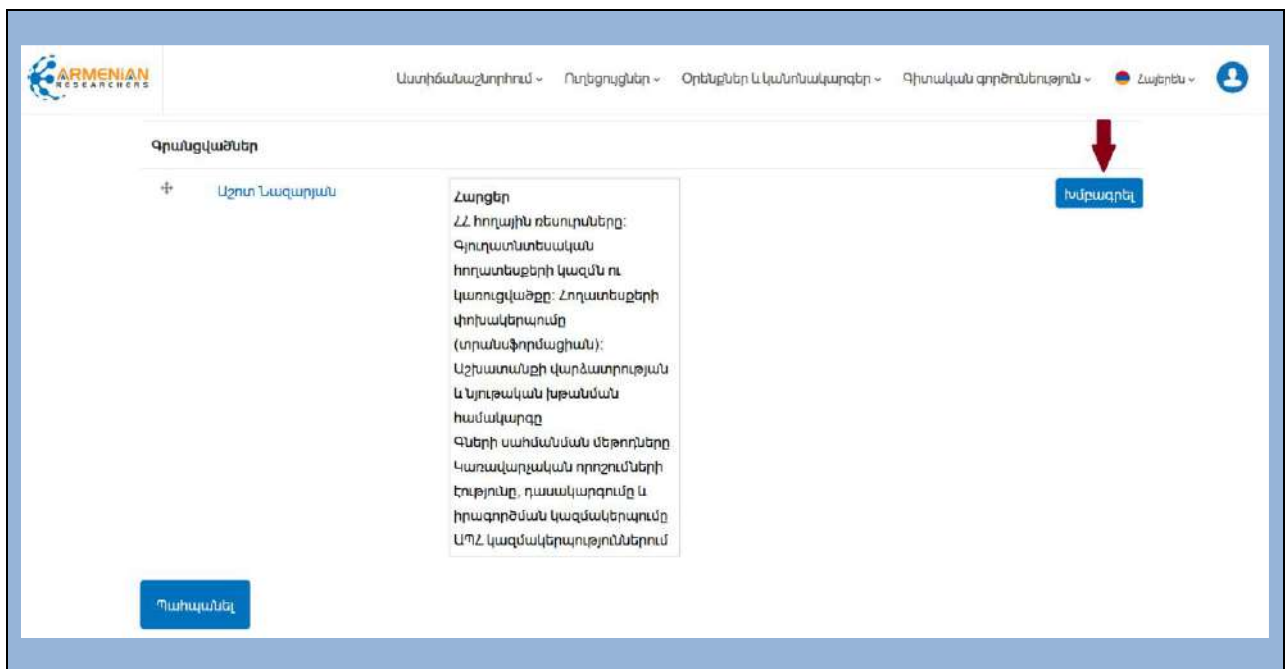 ARMENIAN
RESEARCHERS
Աստիճանաշնորհում Ուղեցույցներ Օրենքներ և կանոնակարգեր Գիտական գործունեություն Հայերեն
Գրանցվածներ
Աշոտ Նազարյան
Խմբագրել
Հարցեր
ՀՀ հողային ռեսուրսները:
Գյուղատնտեսական
հողատեսքերի կազմն ու
կառուցվածքը: Հողատեսքերի
փոխակերպումը
(տրանսֆորմացիան):
Աշխատանքի վարձատրության
և նյութական խթանման
համակարգը
Գների սահմանման մեթոդները
Կառավարչական որոշումների
էությունը, դասակարգումը և
իրագործման կազմակերպումը
ԱՊՀ կազմակերպություններում
Պահպանել